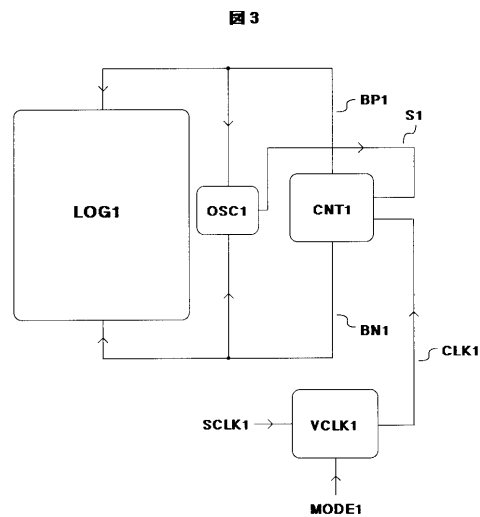 図3
BP1
S1
LOG1
OSC1
CNT1
BN1
CLK1
SCLK1
VCLK1
MODE1